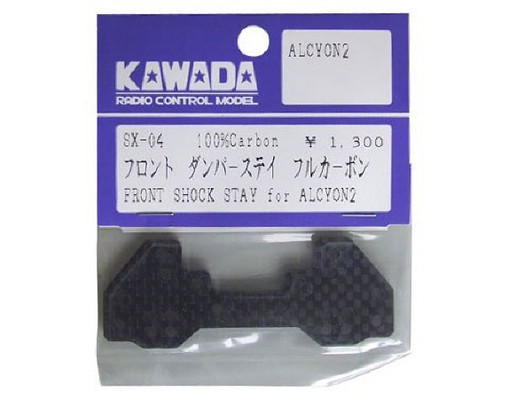 ALCYON2
KAWADA
RADIO CONTROL MODEL
SX-04 100%Carbon ¥ 1,300
フロント ダンパーステイ フルカーボン
FRONT SHOCK STAY for ALCYON2